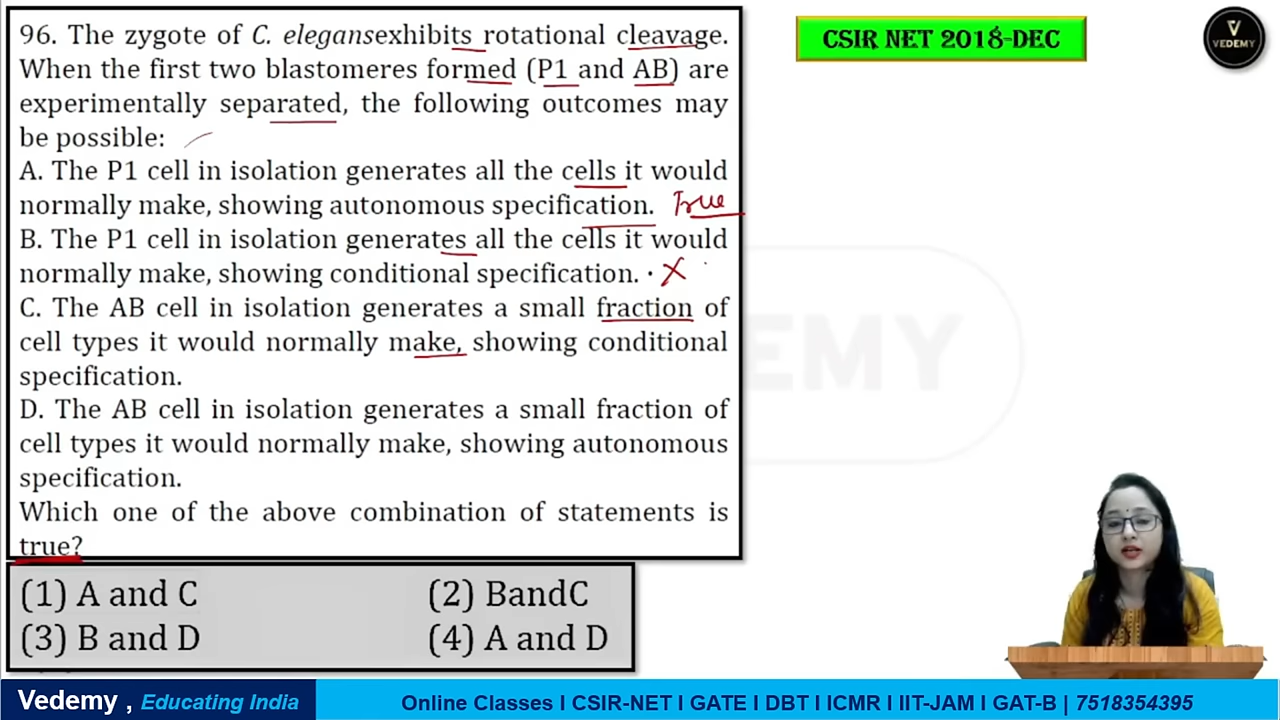 96. The zygote of C. elegansexhibits rotational cleavage.
When the first two blastomeres formed (P1 and AB) are
experimentally separated, the following outcomes may
be possible:
A. The P1 cell in isolation generates all the cells it would
normally make, showing autonomous specification. True
B. The P1 cell in isolation generates all the cells it would
normally make, showing conditional specification. · X
C. The AB cell in isolation generates a small fraction of
cell types it would normally make, showing conditional
specification.
D. The AB cell in isolation generates a small fraction of
cell types it would normally make, showing autonomous
specification.
Which one of the above combination of statements is
true?
(1) A and C (2) BandC
(3) B and D (4) A and D
CSIR NET 2018-DEC
V
VEDEMY
EMY
Vedemy , Educating India
Online Classes I CSIR-NET I GATE I DBT I ICMR I IIT-JAM I GAT-B | 7518354395